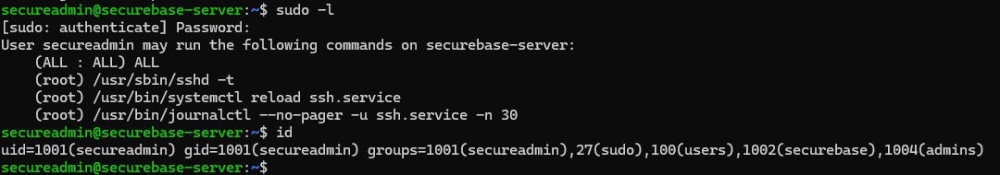 secureadmin@securebase-server:~$ sudo -l
[sudo: authenticate] Password:
User secureadmin may run the following commands on securebase-server:
    (ALL : ALL) ALL
    (root) /usr/sbin/sshd -t
    (root) /usr/bin/systemctl reload ssh.service
    (root) /usr/bin/journalctl --no-pager -u ssh.service -n 30
secureadmin@securebase-server:~$ id
uid=1001(secureadmin) gid=1001(secureadmin) groups=1001(secureadmin),27(sudo),100(users),1002(securebase),1004(admins)
secureadmin@securebase-server:~$